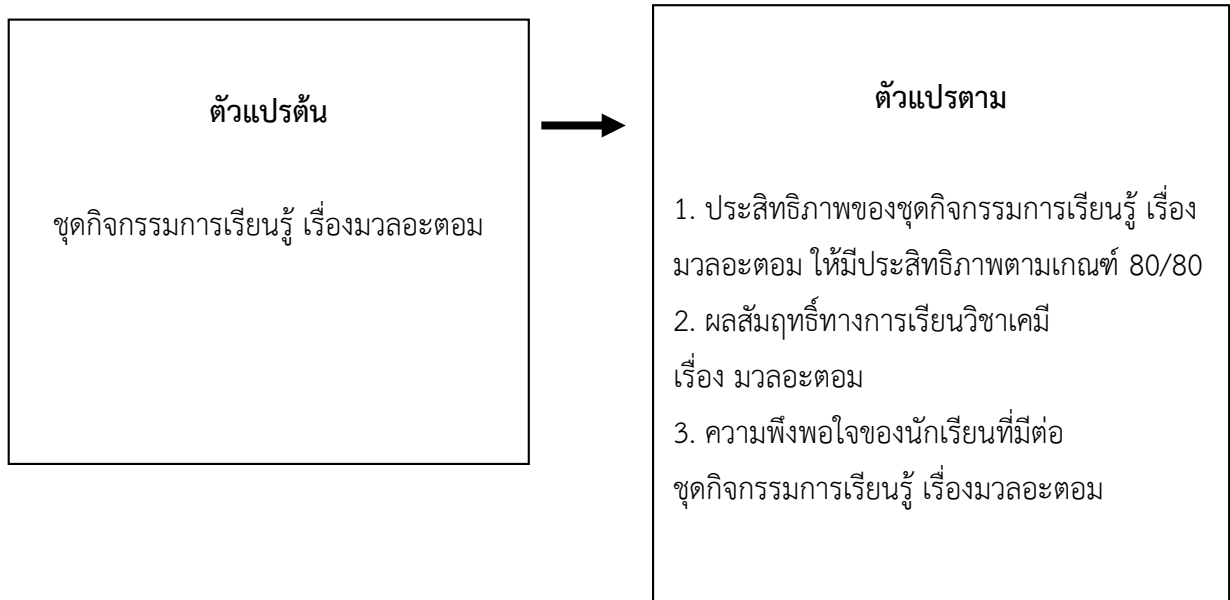 ตัวแปรต้น
ชุดกิจกรรมการเรียนรู้ เรื่องมวลอะตอม
ตัวแปรตาม
1. ประสิทธิภาพของชุดกิจกรรมการเรียนรู้ เรื่อง
มวลอะตอม ให้มีประสิทธิภาพตามเกณฑ์ 80/80
2. ผลสัมฤทธิ์ทางการเรียนวิชาเคมี
เรื่อง มวลอะตอม
3. ความพึงพอใจของนักเรียนที่มีต่อ
ชุดกิจกรรมการเรียนรู้ เรื่องมวลอะตอม